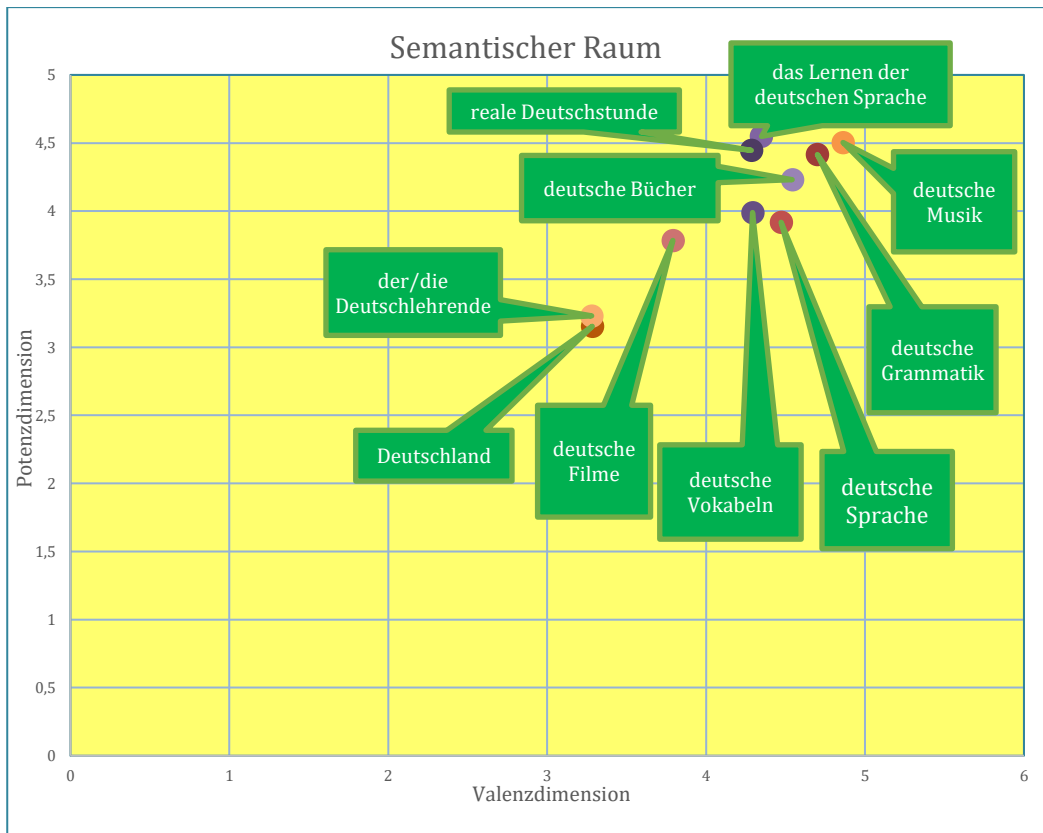 Semantischer Raum
das Lernen der
deutschen Sprache
reale Deutschstunde
deutsche Bücher
deutsche
Musik
der/die
Deutschlehrende
deutsche
Grammatik
Deutschland
deutsche
Filme
deutsche
Vokabeln
deutsche
Sprache
Potenzdimension
5
4,5
4
3,5
3
2,5
2
1,5
1
0,5
0
0 1 2 3 4 5 6
Valenzdimension